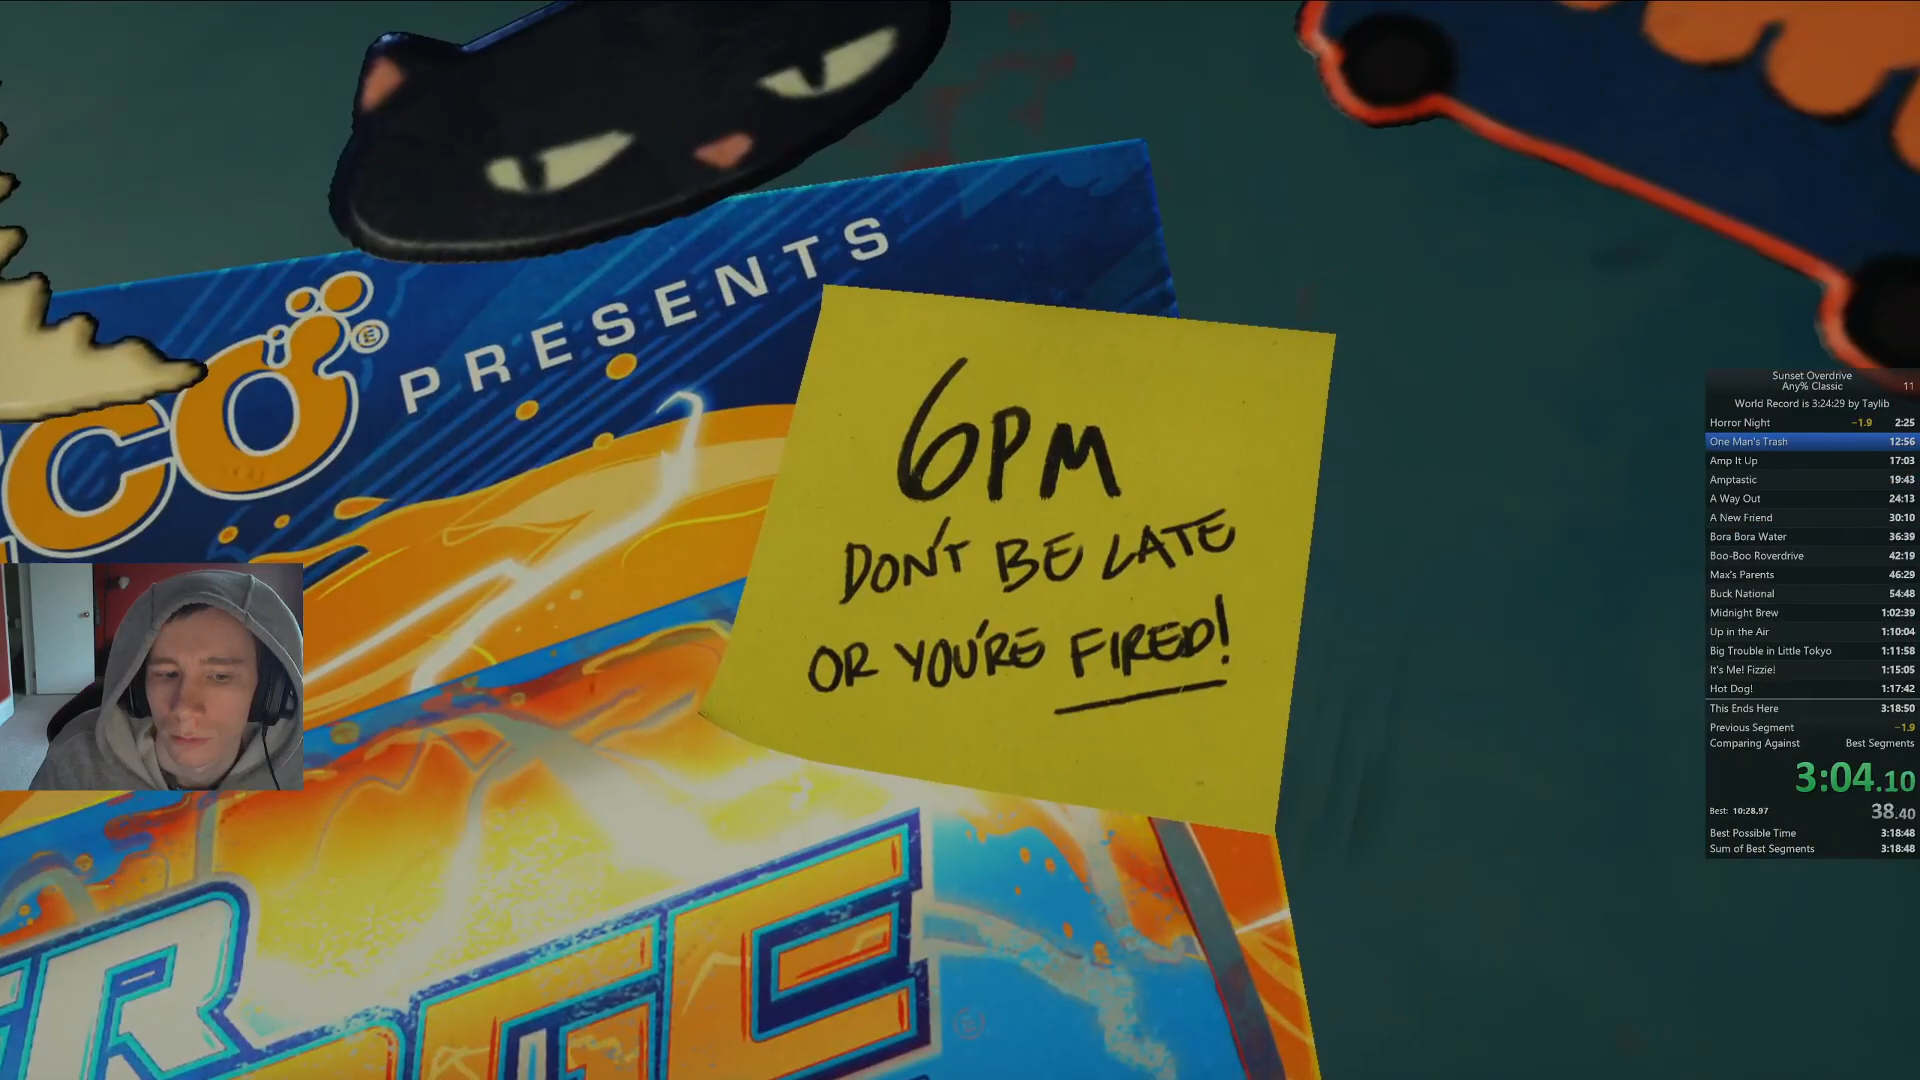 CO
PRESENTS
6PM
DON'T BE LATE
OR YOU'RE FIRED!
Sunset Overdrive
Any% Classic 11
World Record is 3:24:29 by Taylib
Horror Night −1.9 2:25
One Man's Trash 12:56
Amp It Up 17:03
Amptastic 19:43
A Way Out 24:13
A New Friend 30:10
Bora Bora Water 36:39
Boo-Boo Roverdrive 42:19
Max's Parents 46:29
Buck National 54:48
Midnight Brew 1:02:39
Up in the Air 1:10:04
Big Trouble in Little Tokyo 1:11:58
It's Me! Fizzie! 1:15:05
Hot Dog! 1:17:42
This Ends Here 3:18:50
Previous Segment −1.9
Comparing Against Best Segments
3:04.10
Best: 10:28.97 38.40
Best Possible Time 3:18:48
Sum of Best Segments 3:18:48